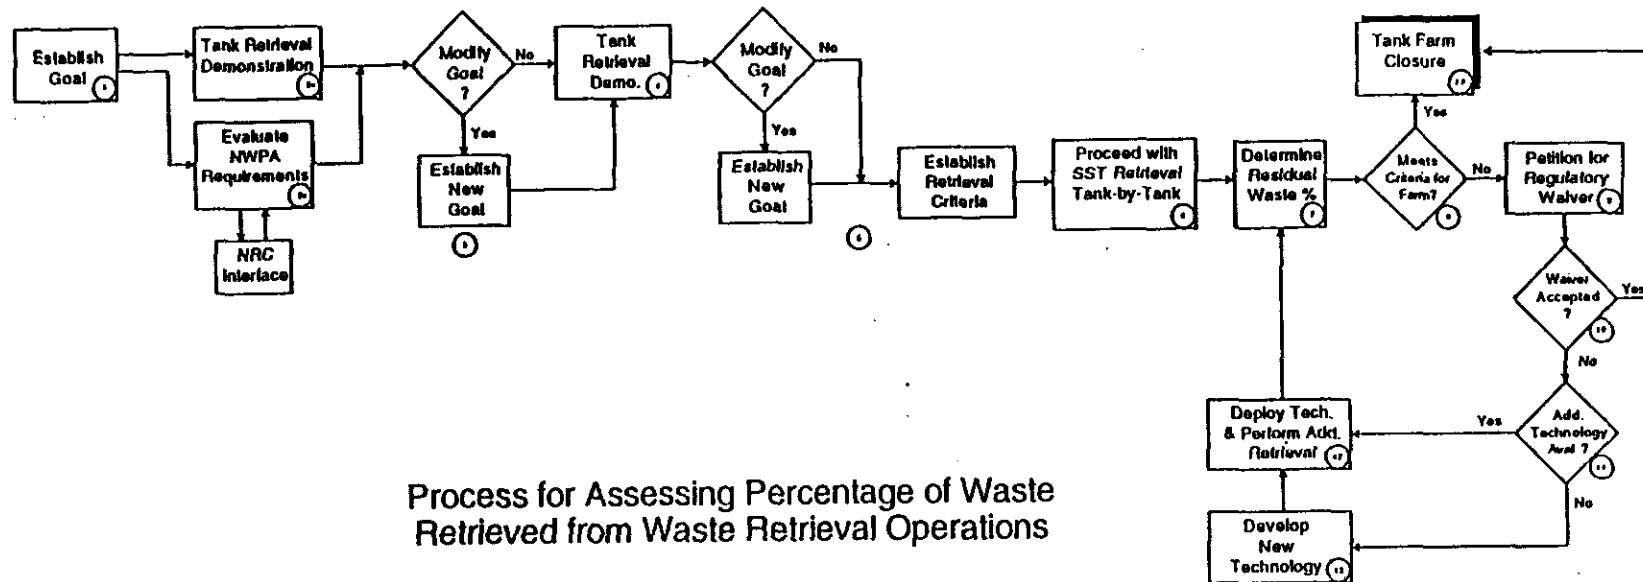 Establish
Goal
Tank Retrieval
Demonstration
Evaluate
NWPA
Requirements
NRC
Interface
Modify
Goal
?
No
Yes
Establish
New
Goal
Tank
Retrieval
Demo.
Modify
Goal
?
No
Yes
Establish
New
Goal
Establish
Retrieval
Criteria
Proceed with
SST Retrieval
Tank-by-Tank
Determine
Residual
Waste %
Meets
Criteria for
Farm?
Yes
No
Tank Farm
Closure
Petition for
Regulatory
Waiver
Waiver
Accepted
?
Yes
No
Add.
Technology
Avail ?
Yes
No
Deploy Tech.
& Perform Add.
Retrieval
Develop
New
Technology
Process for Assessing Percentage of Waste
Retrieved from Waste Retrieval Operations